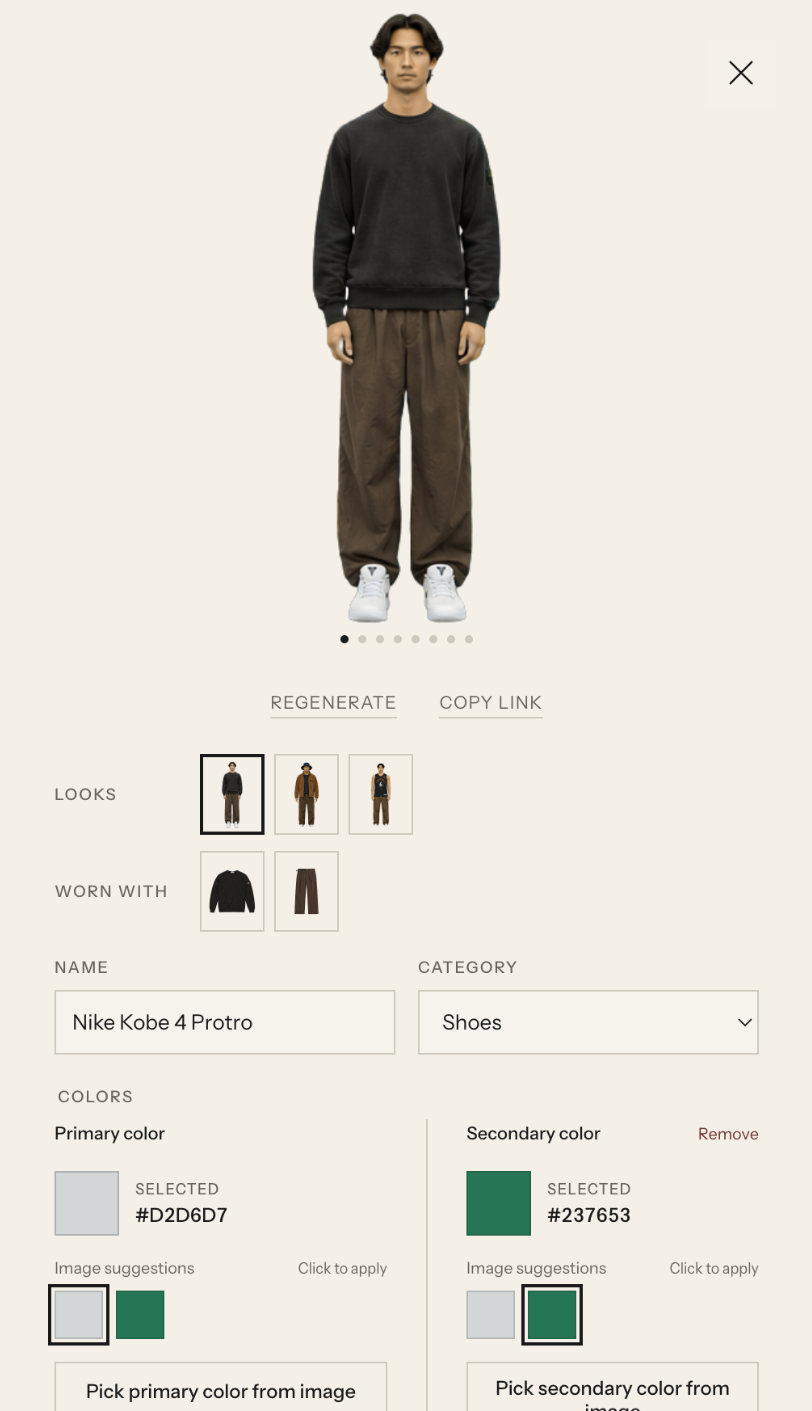 REGENERATE COPY LINK
LOOKS
WORN WITH
NAME CATEGORY
Nike Kobe 4 Protro Shoes
COLORS
Primary color Secondary color Remove
SELECTED SELECTED
#D2D6D7 #237653
Image suggestions Click to apply Image suggestions Click to apply
Pick primary color from image Pick secondary color from
image